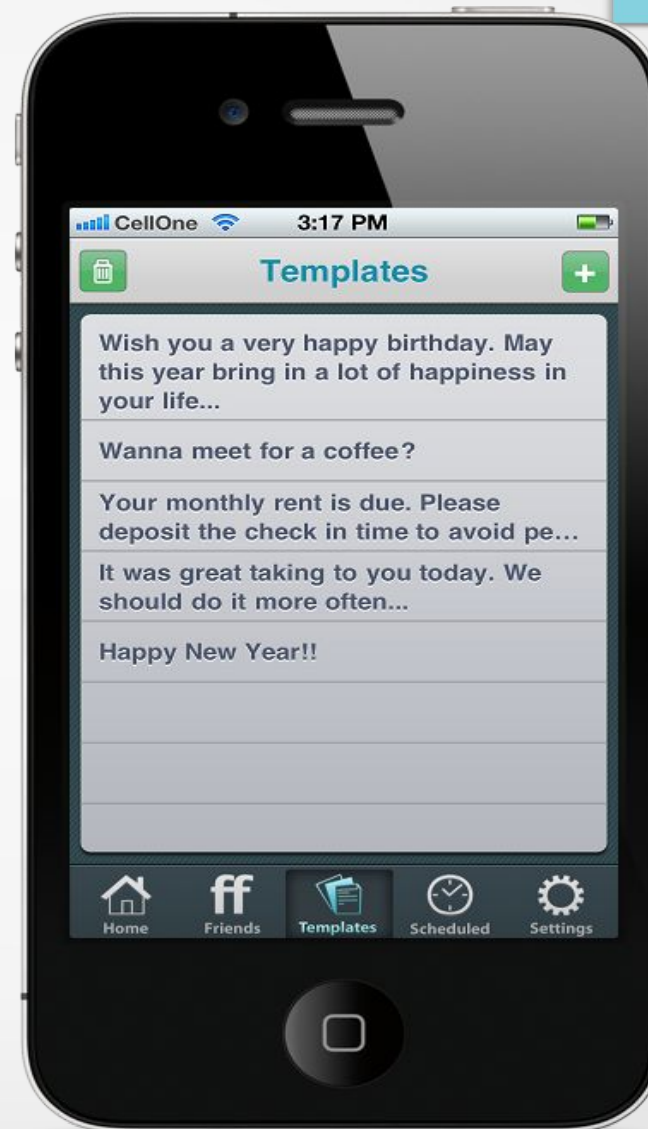 CellOne
3:17 PM
Templates
+
Wish you a very happy birthday. May
this year bring in a lot of happiness in
your life...
Wanna meet for a coffee?
Your monthly rent is due. Please
deposit the check in time to avoid pe...
It was great taking to you today. We
should do it more often...
Happy New Year!!
Home
ff
Friends
Templates
Scheduled
Settings